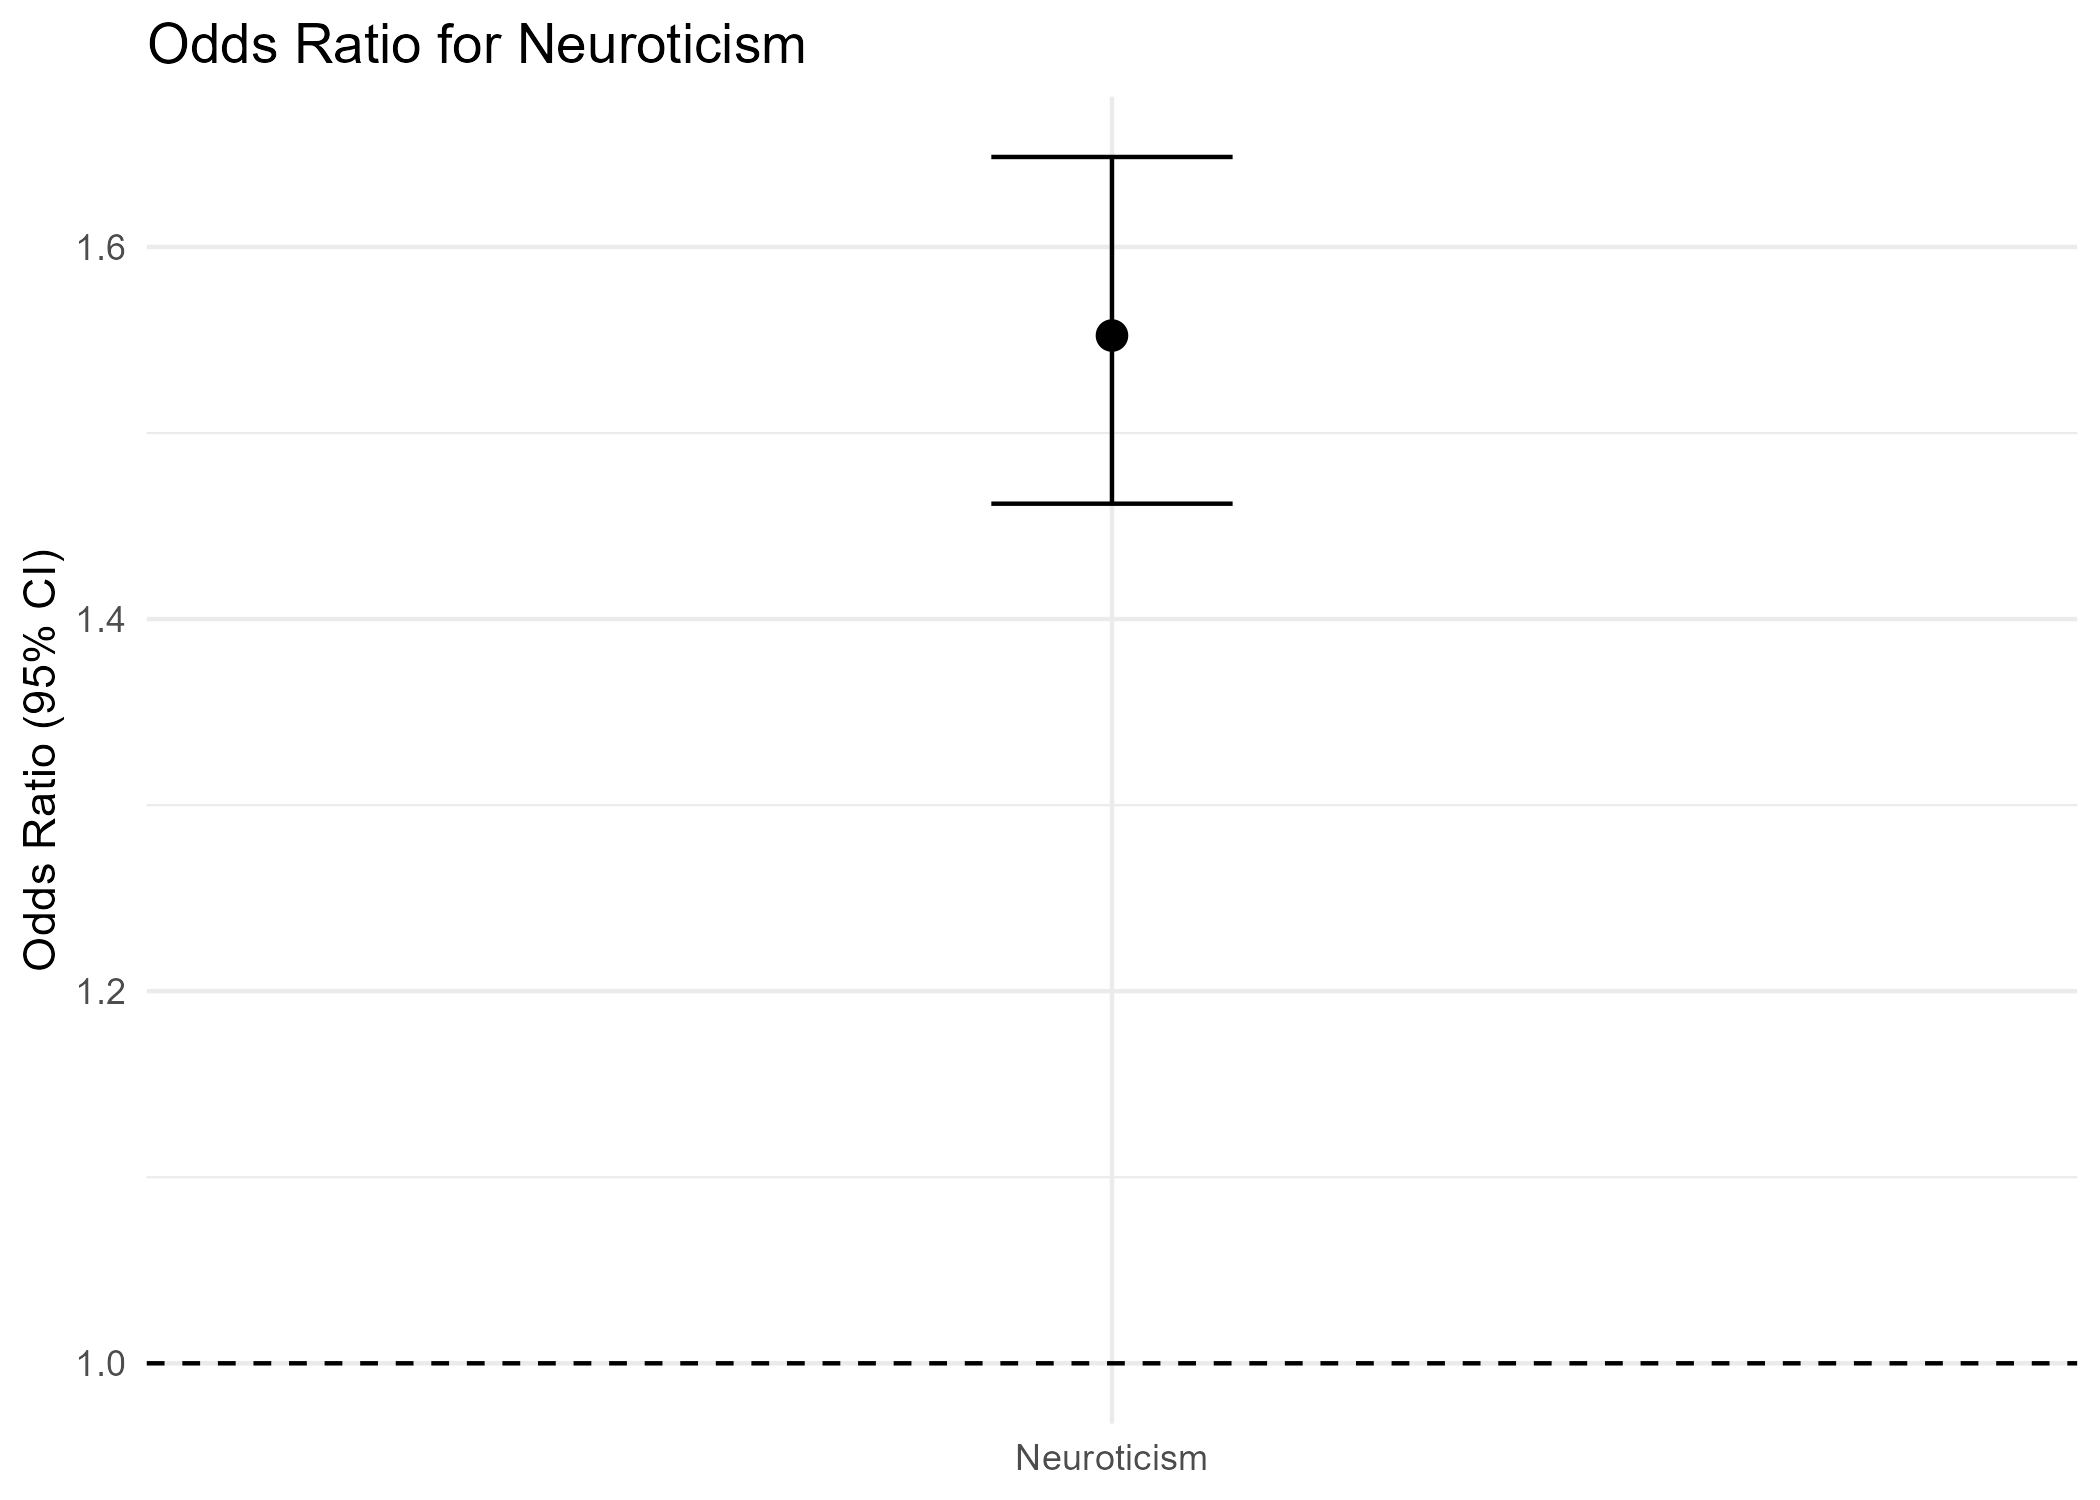 Odds Ratio for Neuroticism
Odds Ratio (95% CI)
1.6
1.4
1.2
1.0
Neuroticism